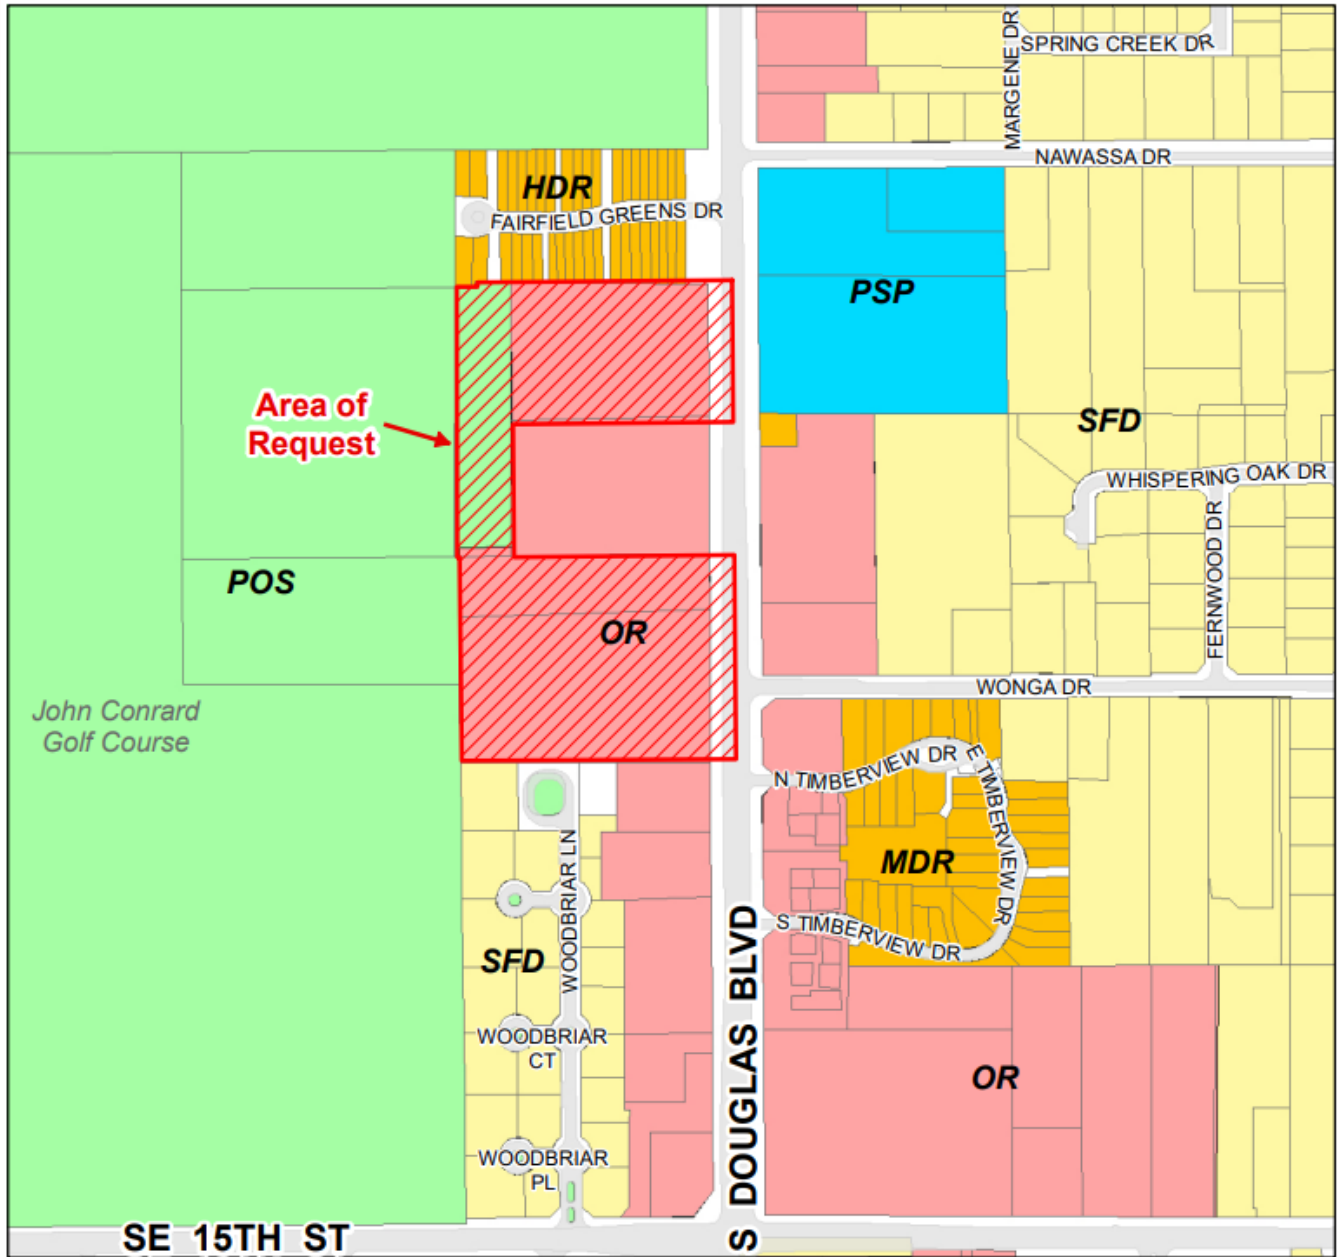 SPRING CREEK DR
MARGENE DR
NAWASSA DR
HDR
FAIRFIELD GREENS DR
PSP
Area of
Request
SFD
WHISPERING OAK DR
FERNWOOD DR
POS
OR
WONGA DR
John Conrard
Golf Course
N TIMBERVIEW DR
E TIMBERVIEW DR
MDR
S TIMBERVIEW DR
WOODBRIAR LN
SFD
S DOUGLAS BLVD
WOODBRIAR
CT
OR
WOODBRIAR
PL
SE 15TH ST